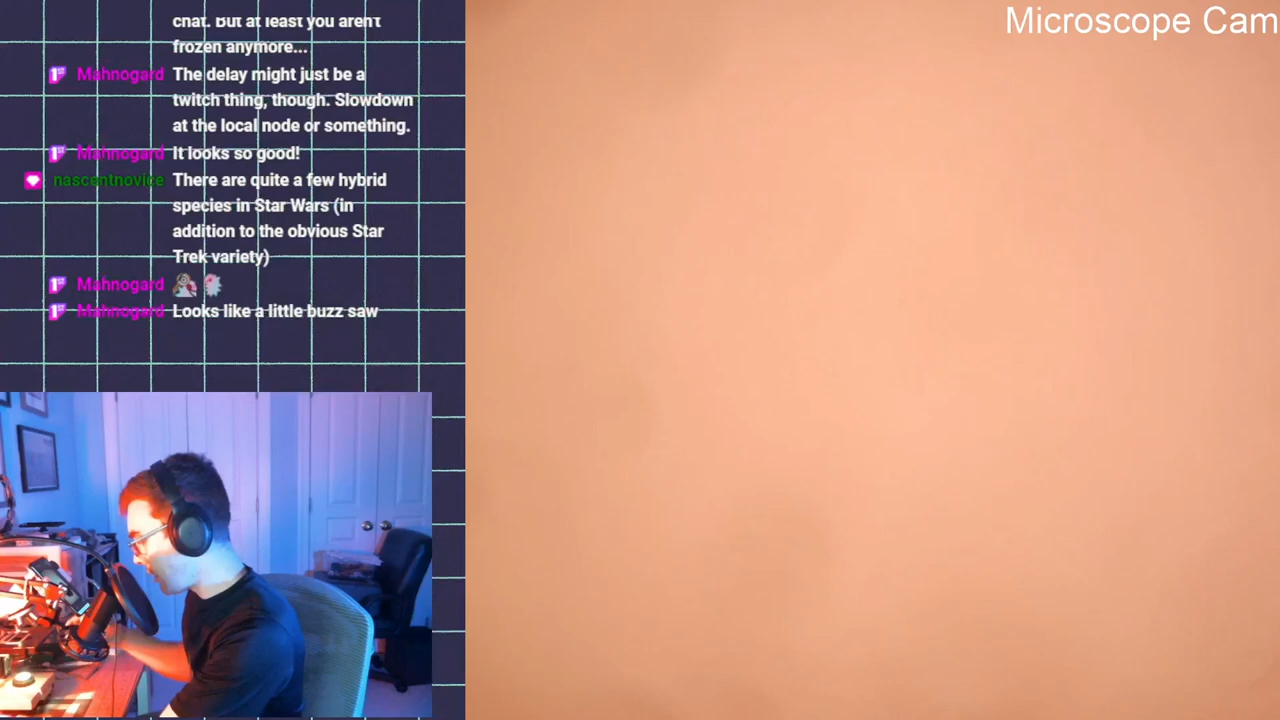 Microscope Cam
chat. But at least you aren't
frozen anymore...
Mahnogard The delay might just be a
twitch thing, though. Slowdown
at the local node or something.
Mahnogard It looks so good!
nascentnovice There are quite a few hybrid
species in Star Wars (in
addition to the obvious Star
Trek variety)
Mahnogard
Mahnogard Looks like a little buzz saw